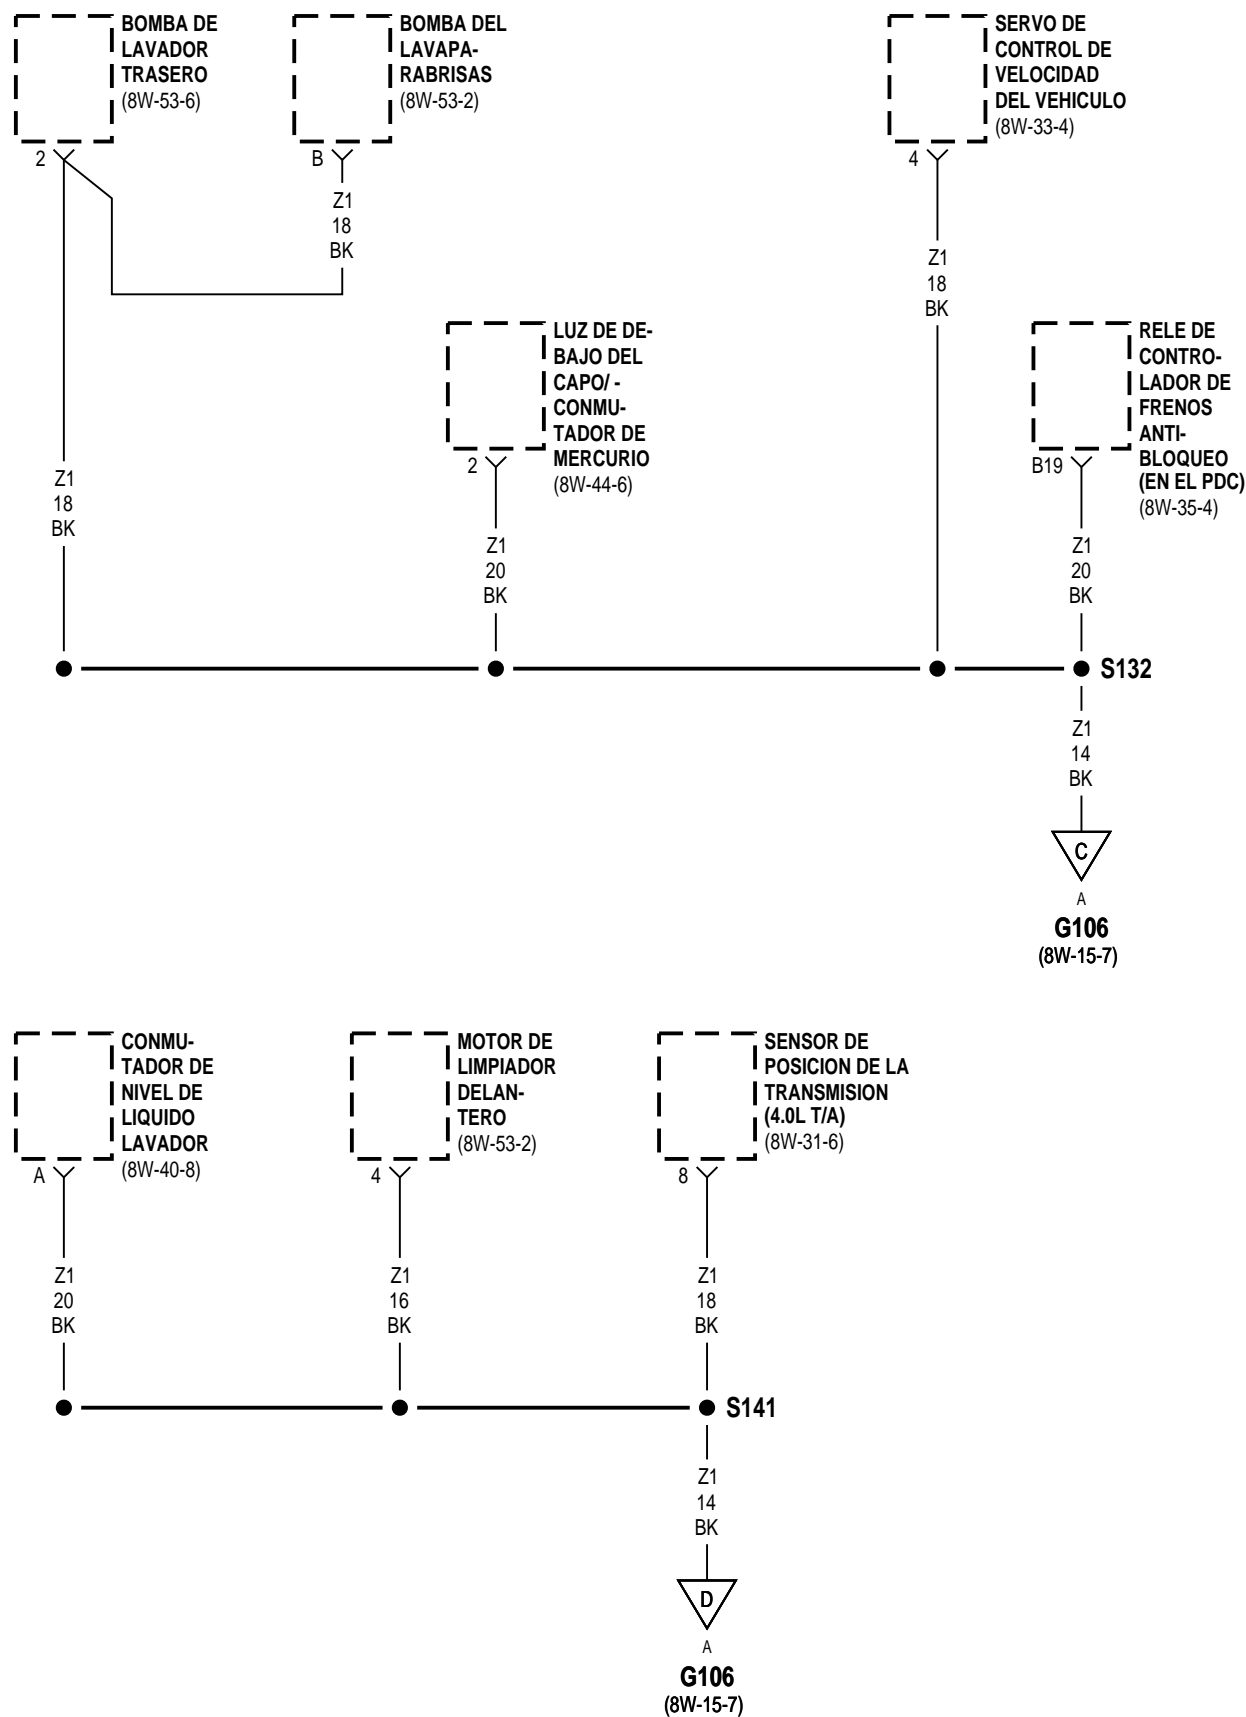 BOMBA DE
LAVADOR
TRASERO
(8W-53-6)
2
BOMBA DEL
LAVAPA-
RABRISAS
(8W-53-2)
B
Z1
18
BK
SERVO DE
CONTROL DE
VELOCIDAD
DEL VEHICULO
(8W-33-4)
4
Z1
18
BK
LUZ DE DE-
BAJO DEL
CAPO/ -
CONMU-
TADOR DE
MERCURIO
(8W-44-6)
2
Z1
20
BK
RELE DE
CONTRO-
LADOR DE
FRENOS
ANTI-
BLOQUEO
(EN EL PDC)
(8W-35-4)
B19
Z1
20
BK
Z1
18
BK
S132
Z1
14
BK
C
A
G106
(8W-15-7)
CONMU-
TADOR DE
NIVEL DE
LIQUIDO
LAVADOR
(8W-40-8)
A
Z1
20
BK
MOTOR DE
LIMPIADOR
DELAN-
TERO
(8W-53-2)
4
Z1
16
BK
SENSOR DE
POSICION DE LA
TRANSMISION
(4.0L T/A)
(8W-31-6)
8
Z1
18
BK
S141
Z1
14
BK
D
A
G106
(8W-15-7)